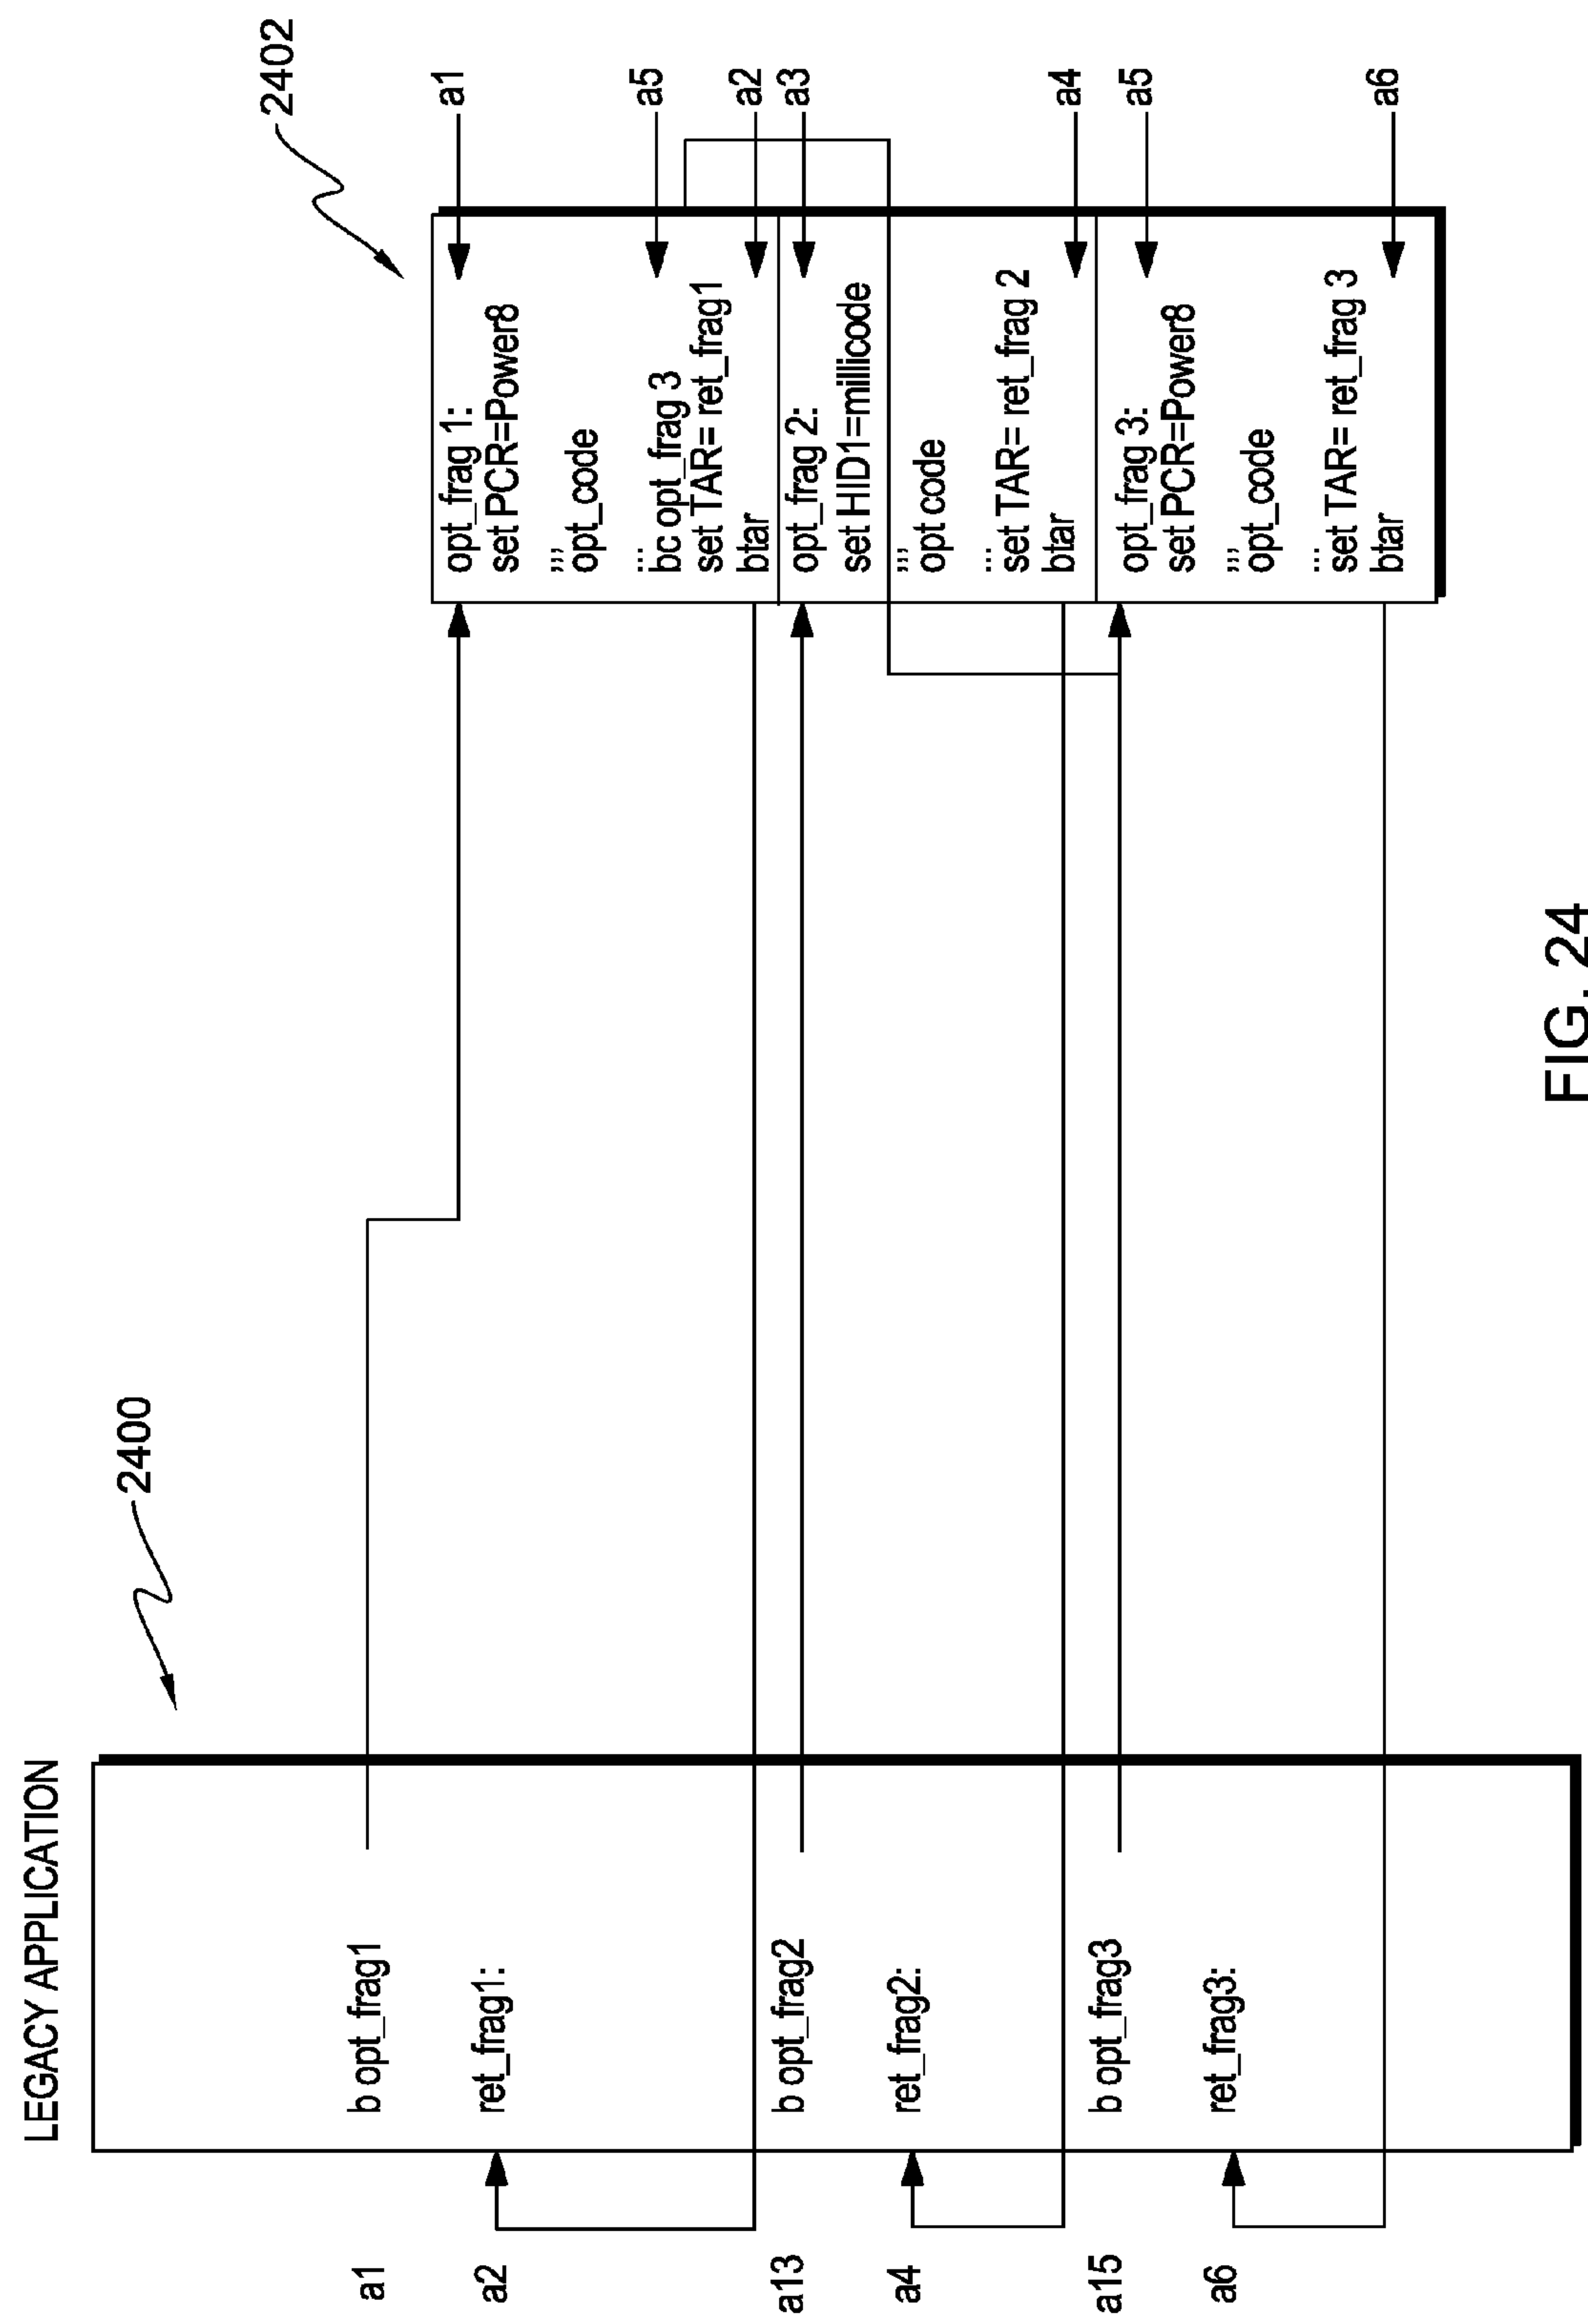 LEGACY APPLICATION
2400
a1
b opt_frag1
a2
ret_frag1:
a13
b opt_frag2
a4
ret_frag2:
a15
b opt_frag3
a6
ret_frag3:
2402
opt_frag 1:
a1
set PCR=Power8
,,,
opt_code
...
bc opt_frag 3
a5
set TAR= ret_frag1
btar
a2
opt_frag 2:
a3
set HID1=millicode
,,,
opt code
...
set TAR= ret_frag 2
btar
a4
opt_frag 3:
a5
set PCR=Power8
,,,
opt_code
...
set TAR= ret_frag 3
btar
a6
FIG. 24